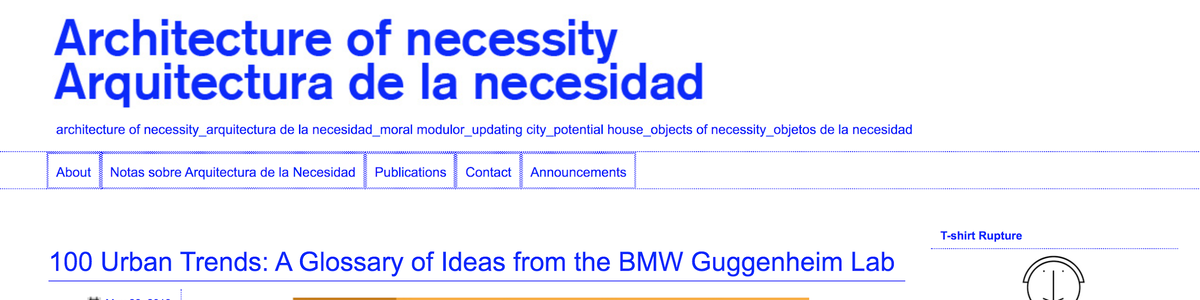 Architecture of necessity
Arquitectura de la necesidad
architecture of necessity_arquitectura de la necesidad_moral modulor_updating city_potential house_objects of necessity_objetos de la necesidad
About Notas sobre Arquitectura de la Necesidad Publications Contact Announcements
T-shirt Rupture
100 Urban Trends: A Glossary of Ideas from the BMW Guggenheim Lab